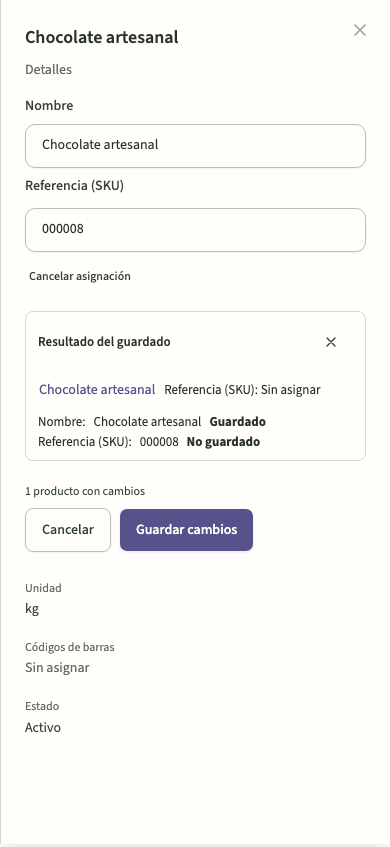 Chocolate artesanal
Detalles
Nombre
Chocolate artesanal
Referencia (SKU)
000008
Cancelar asignación
Resultado del guardado
Chocolate artesanal Referencia (SKU): Sin asignar
Nombre: Chocolate artesanal Guardado
Referencia (SKU): 000008 No guardado
1 producto con cambios
Cancelar Guardar cambios
Unidad
kg
Códigos de barras
Sin asignar
Estado
Activo